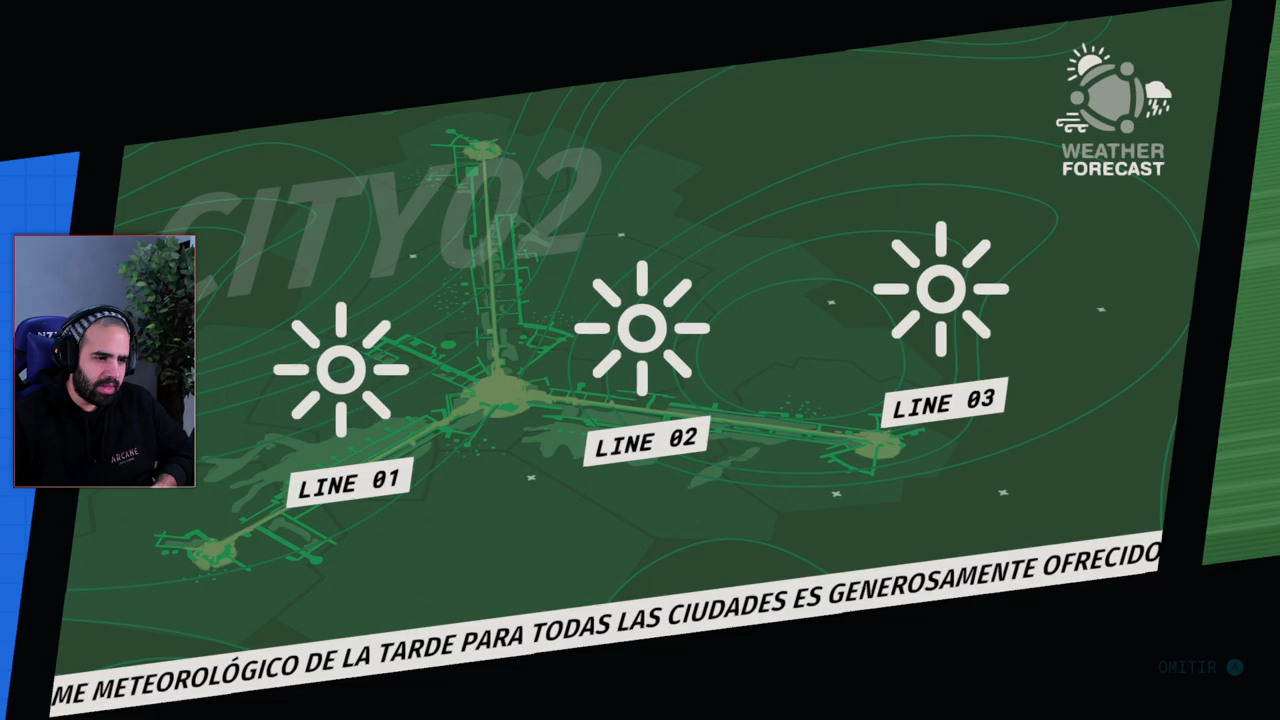 CITY02
WEATHER
FORECAST
LINE 01
LINE 02
LINE 03
ME METEOROLÓGICO DE LA TARDE PARA TODAS LAS CIUDADES ES GENEROSAMENTE OFRECIDO
ARCANE
OMITIR A